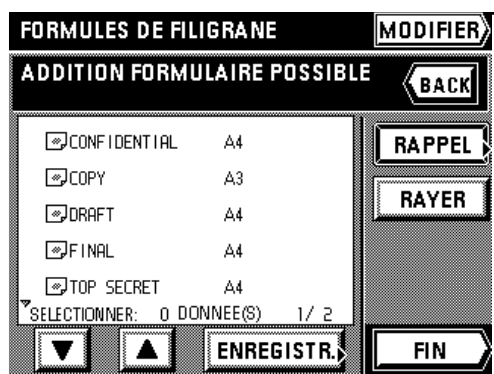 FORMULES DE FILIGRANE MODIFIER
ADDITION FORMULAIRE POSSIBLE BACK
CONFIDENTIAL A4
COPY A3
DRAFT A4
FINAL A4
TOP SECRET A4
SELECTIONNER: 0 DONNEE(S) 1/ 2
RAPPEL
RAYER
ENREGISTR.
FIN